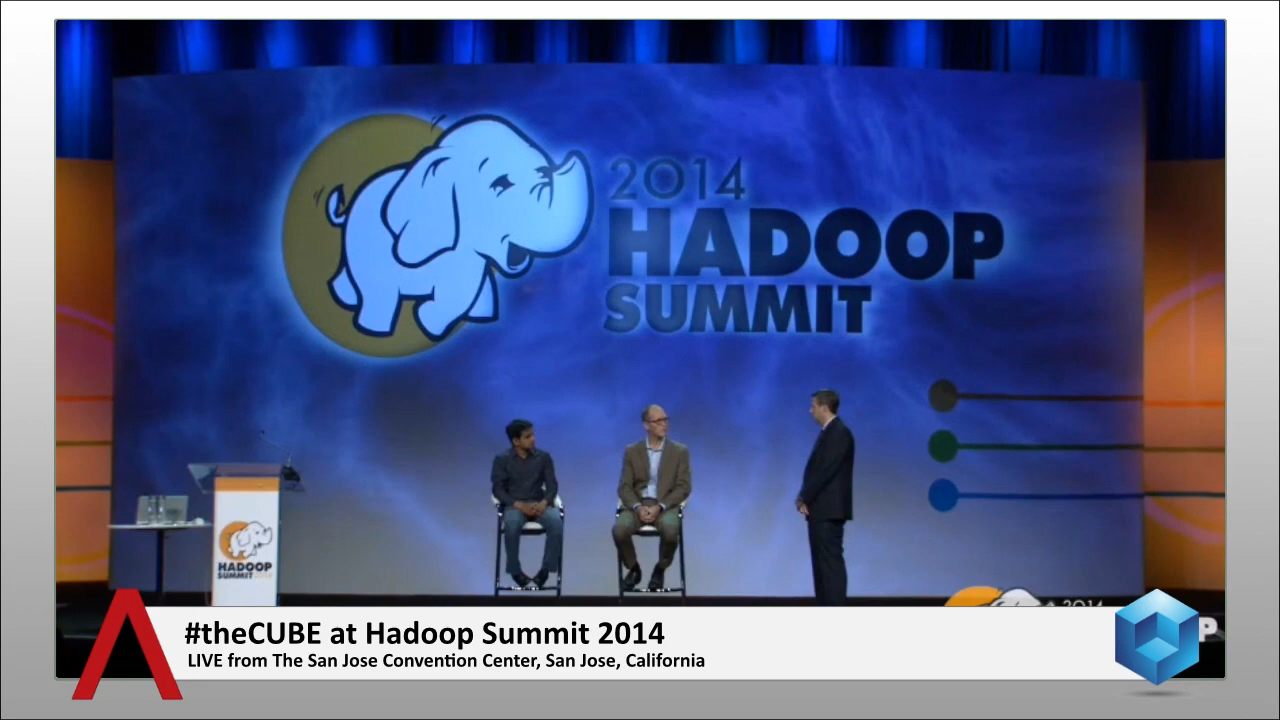 2014
HADOOP
SUMMIT
HADOOP
SUMMIT
2014
P
#theCUBE at Hadoop Summit 2014
LIVE from The San Jose Convention Center, San Jose, California